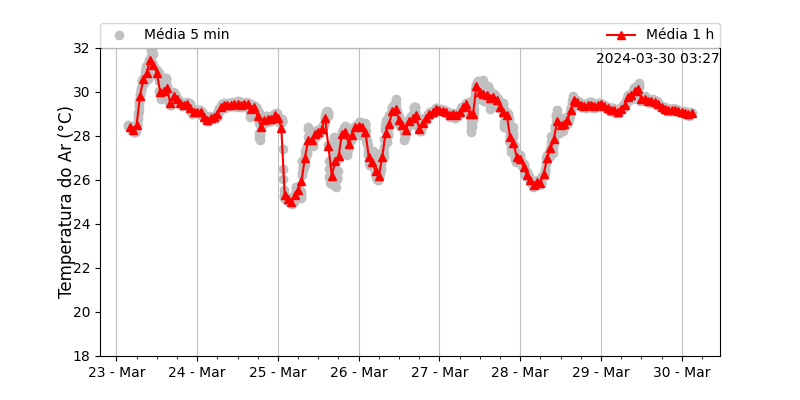 Média 5 min
Média 1 h
2024-03-30 03:27
Temperatura do Ar (°C)
32
30
28
26
24
22
20
18
23 - Mar
24 - Mar
25 - Mar
26 - Mar
27 - Mar
28 - Mar
29 - Mar
30 - Mar